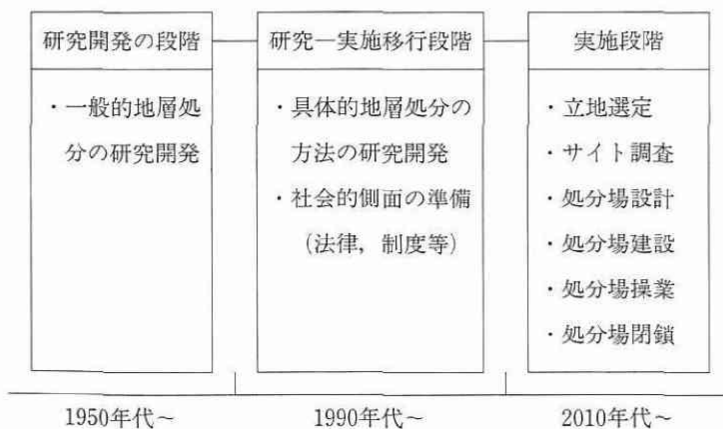 研究開発の段階
・一般的地層処
分の研究開発
研究―実施移行段階
・具体的地層処分の
方法の研究開発
・社会的側面の準備
(法律，制度等)
実施段階
・立地選定
・サイト調査
・処分場設計
・処分場建設
・処分場操業
・処分場閉鎖
1950年代～
1990年代～
2010年代～